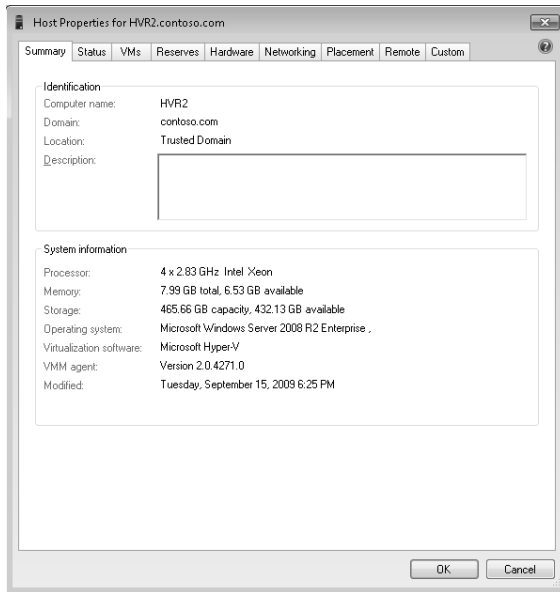 Host Properties for HVR2.contoso.com
Summary Status VMs Reserves Hardware Networking Placement Remote Custom
Identification
Computer name: HVR2
Domain: contoso.com
Location: Trusted Domain
Description:
System information
Processor: 4 x 2.83 GHz Intel Xeon
Memory: 7.99 GB total, 6.53 GB available
Storage: 465.66 GB capacity, 432.13 GB available
Operating system: Microsoft Windows Server 2008 R2 Enterprise ,
Virtualization software: Microsoft Hyper-V
VMM agent: Version 2.0.4271.0
Modified: Tuesday, September 15, 2009 6:25 PM
OK Cancel